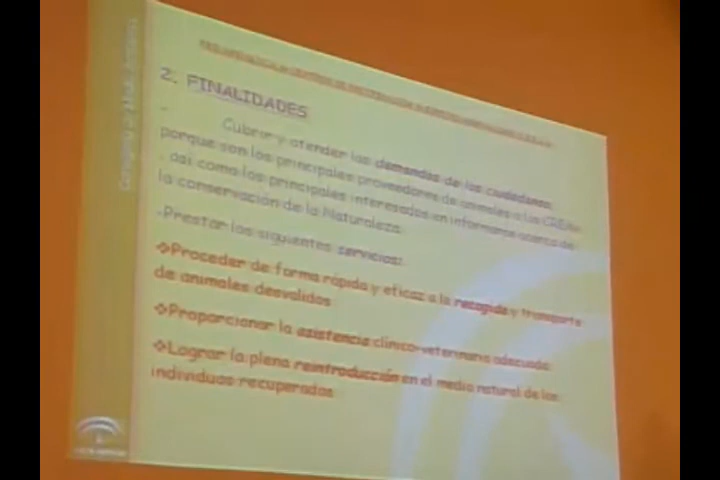 2. FINALIDADES
- Cubrir y atender las demandas de los ciudadanos,
porque son los principales proveedores de animales a los CREAs
, así como los principales interesados en informarse acerca de
la conservación de la Naturaleza.
-Prestar los siguientes servicios:
❖Proceder de forma rápida y eficaz a la recogida y transporte
de animales desvalidos
❖Proporcionar la asistencia clínico-veterinaria adecuada
❖Lograr la plena reintroducción en el medio natural de los
individuos recuperados